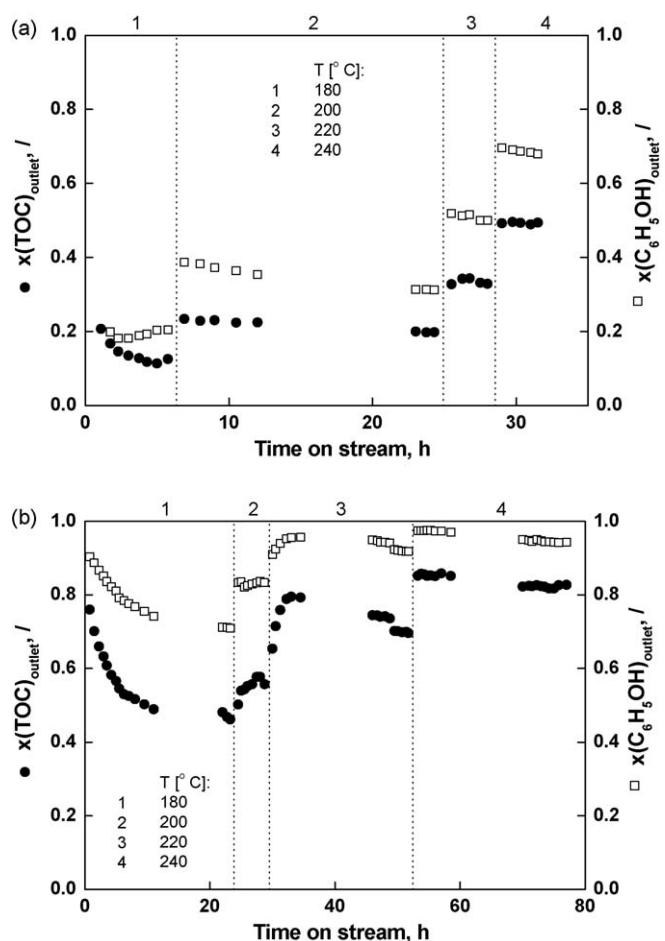 (a) 1 2 3 4
1.0 1.0
T [° C]:
1 180
0.8 0.8
2 200
3 220
4 240
0.6 0.6
0.4 0.4
0.2 0.2
0.0 0.0
0 10 20 30
● x(TOC)outlet, /
□ x(C6H5OH)outlet, /
Time on stream, h
(b) 1 2 3 4
1.0 1.0
0.8 0.8
0.6 0.6
0.4 0.4
T [° C]:
1 180
2 200
0.2 0.2
3 220
4 240
0.0 0.0
0 20 40 60 80
● x(TOC)outlet, /
□ x(C6H5OH)outlet, /
Time on stream, h